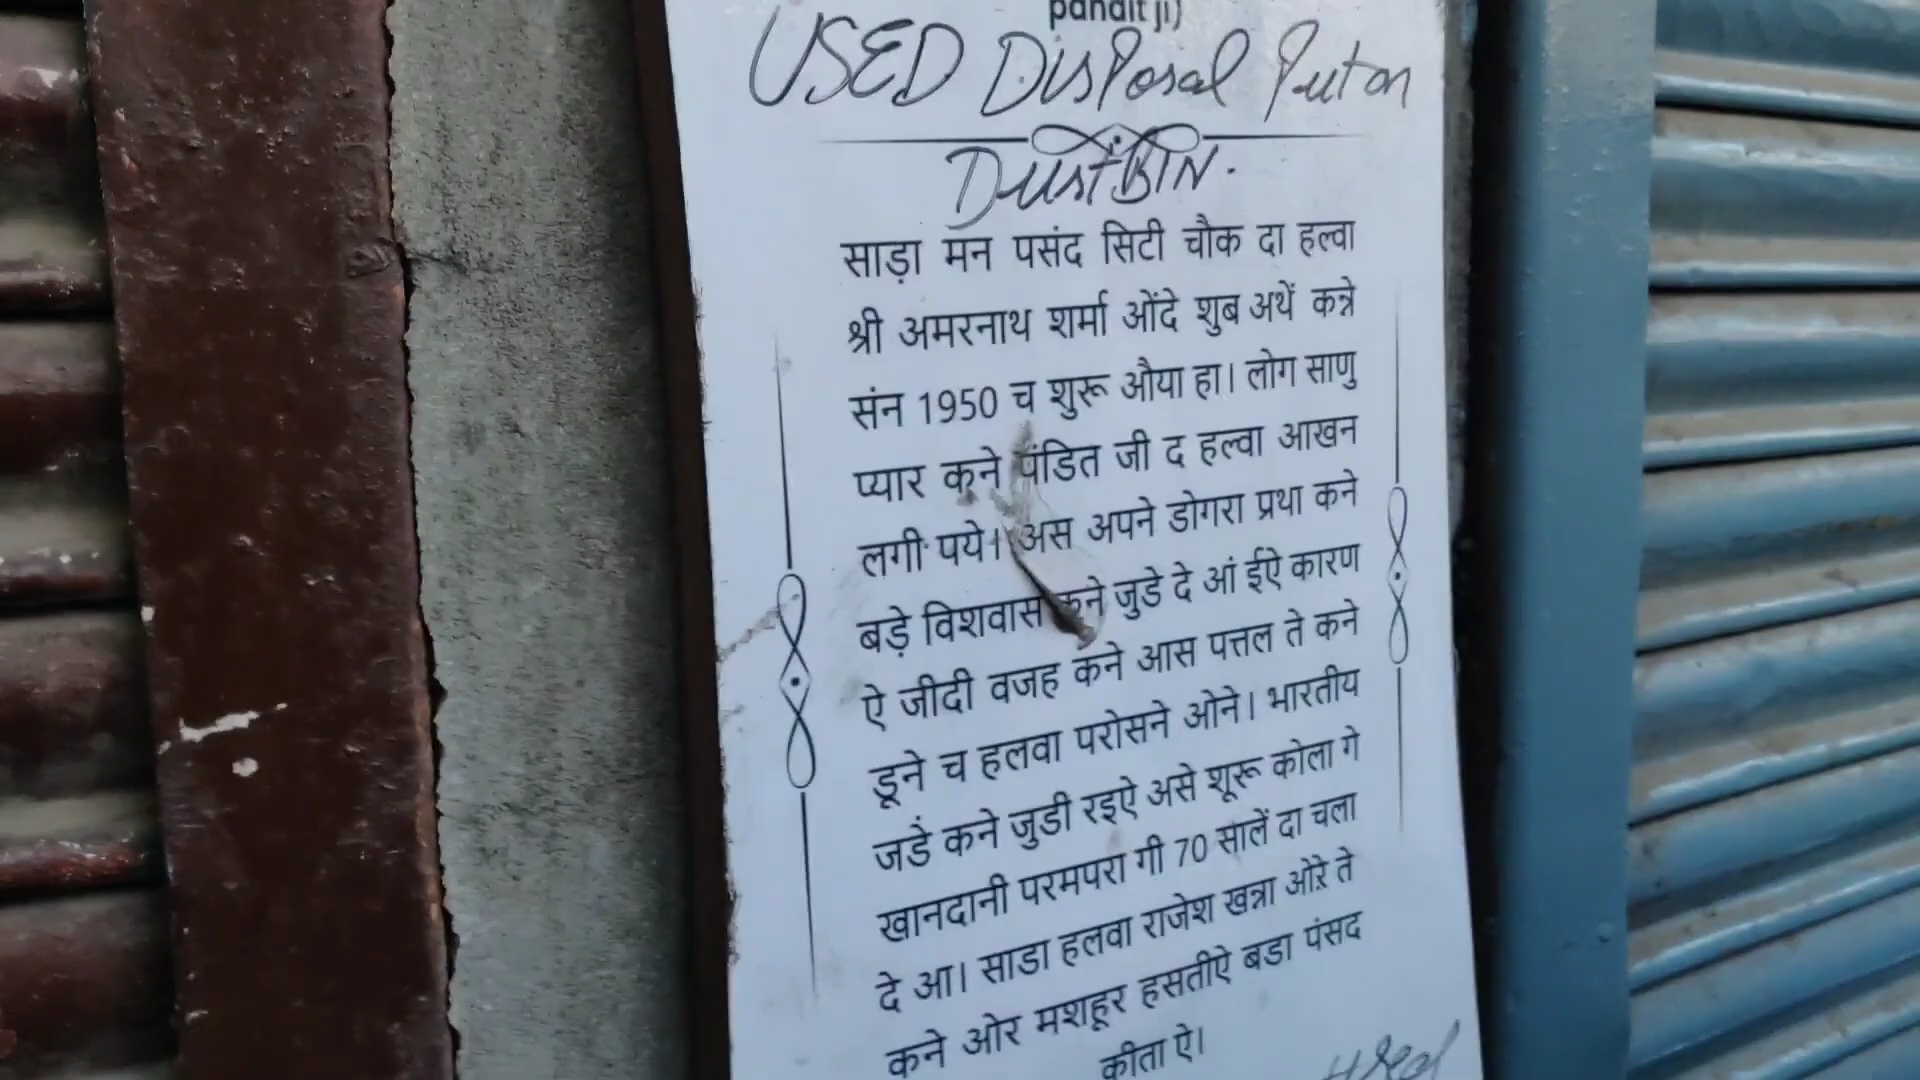 pandit ji)
USED Disposal Put on
DustBIN.
साड़ा मन पसंद सिटी चौक दा हल्वा
श्री अमरनाथ शर्मा ओंदे शुब अथें कन्ने
संन 1950 च शुरू औया हा। लोग साणु
प्यार कने पंडित जी द हल्वा आखन
लगी पये। अस अपने डोगरा प्रथा कने
बड़े विशवास कने जुडे दे आं ईऐ कारण
ऐ जीदी वजह कने आस पत्तल ते कने
डूने च हलवा परोसने ओने। भारतीय
जडें कने जुडी रइऐ असे शूरू कोला गे
खानदानी परमपरा गी 70 सालें दा चला
दे आ। साडा हलवा राजेश खन्ना ओंरे ते
कने ओर मशहूर हसतीऐ बडा पंसद
कीता ऐ।